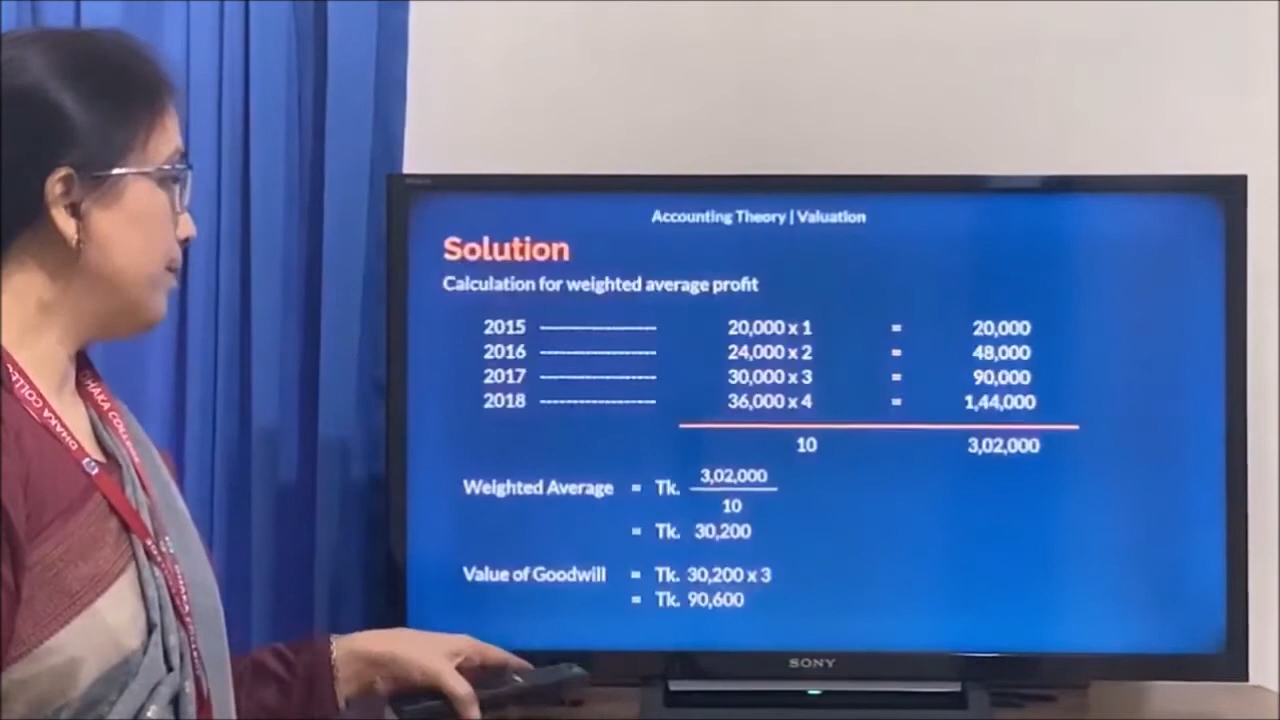 Accounting Theory | Valuation
Solution
Calculation for weighted average profit
2015 ---------------------- 20,000 x 1 = 20,000
2016 ---------------------- 24,000 x 2 = 48,000
2017 ---------------------- 30,000 x 3 = 90,000
2018 ---------------------- 36,000 x 4 = 1,44,000
10 3,02,000
3,02,000
Weighted Average = Tk.
10
= Tk. 30,200
Value of Goodwill = Tk. 30,200 x 3
= Tk. 90,600
SONY
DHAKA COLLE